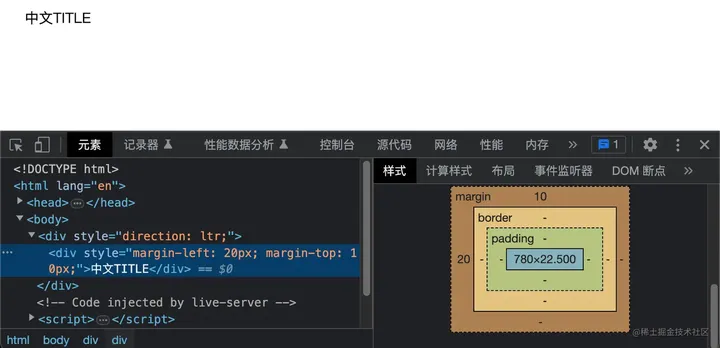 中文TITLE
元素 记录器 性能数据分析 控制台 源代码 网络 性能 内存 » 1
<!DOCTYPE html>
<html lang="en">
<head>…</head>
<body>
<div style="direction: ltr;">
<div style="margin-left: 20px; margin-top: 1
0px;">中文TITLE</div> == $0
</div>
<!-- Code injected by live-server -->
<script>…</script>
html body div div
样式 计算样式 布局 事件监听器 DOM 断点 »
margin 10
border -
padding -
20 - - 780×22.500 - - -
-
-
-
@稀土掘金技术社区